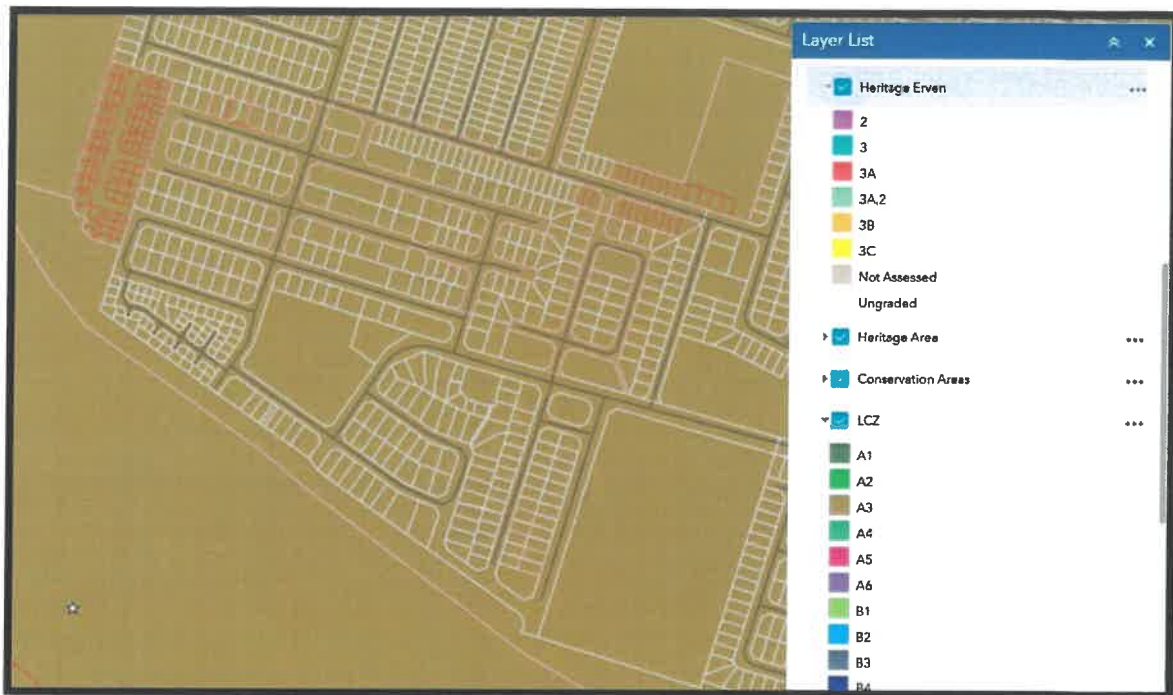 Layer List
Heritage Erven
2
3
3A
3A,2
3B
3C
Not Assessed
Ungraded
Heritage Area
Conservation Areas
LCZ
A1
A2
A3
A4
A5
A6
B1
B2
B3
B4